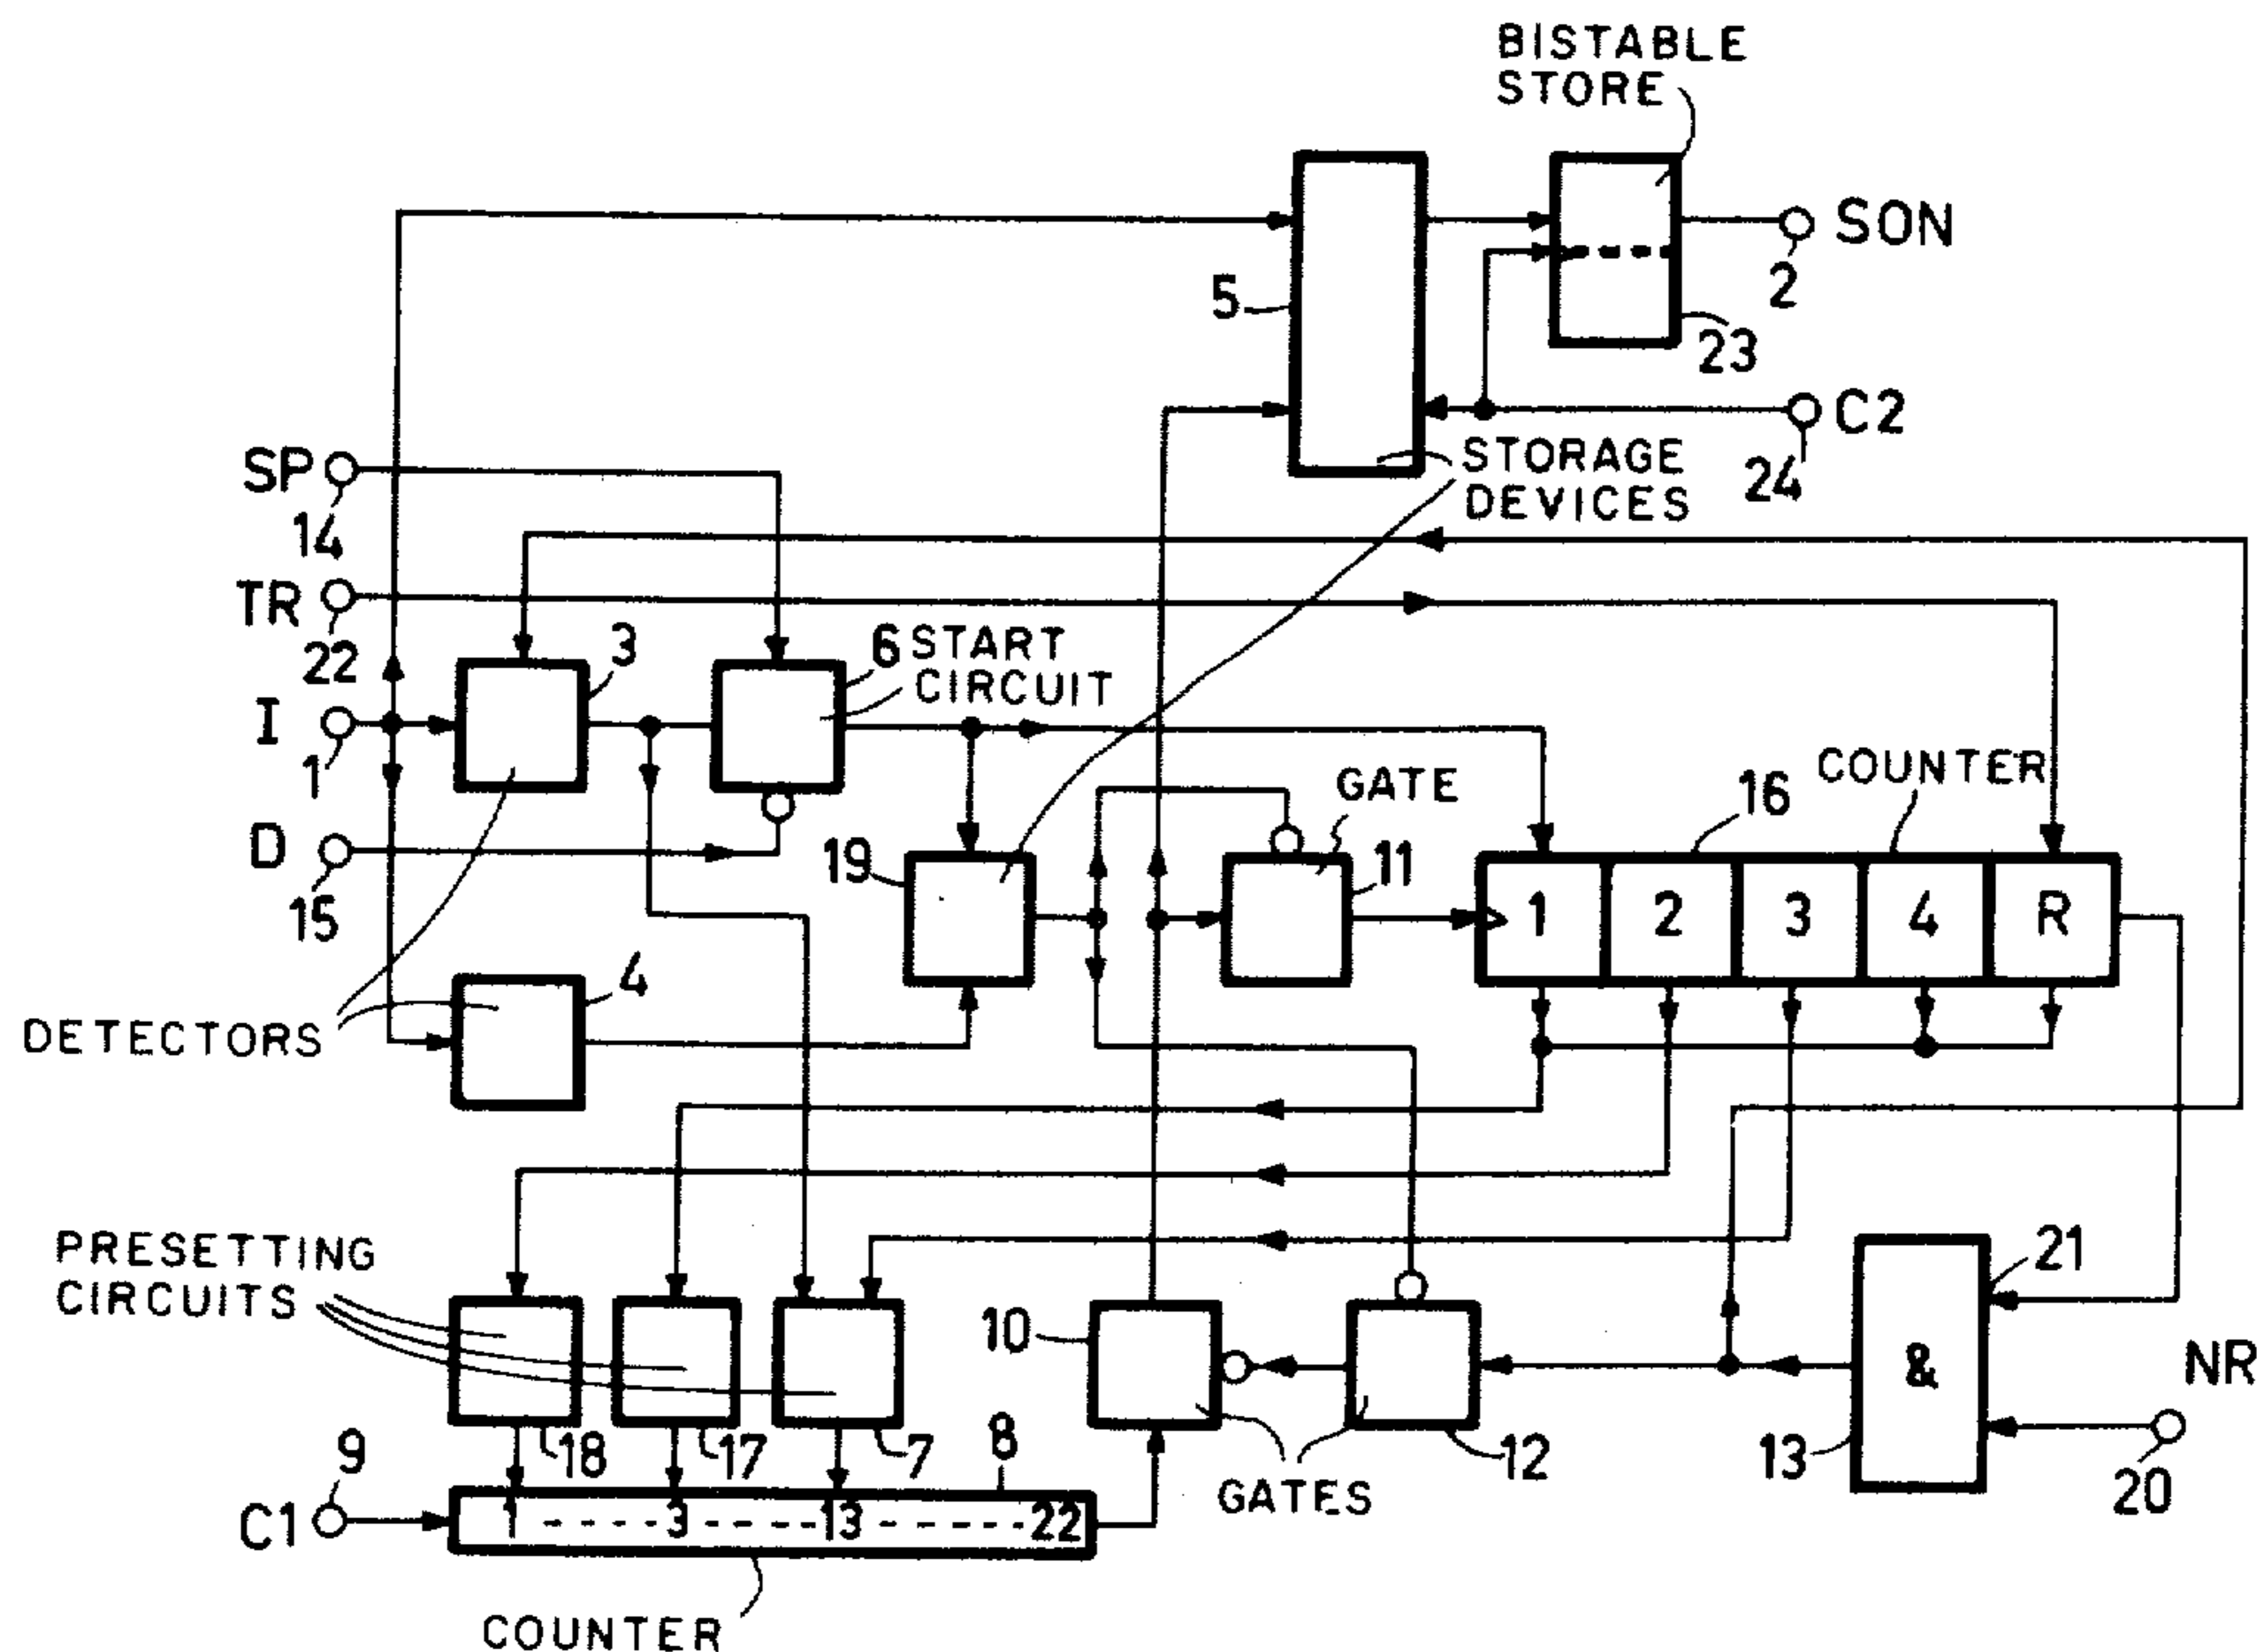 BISTABLE
STORE
SON
2
5
23
C2
24
STORAGE
DEVICES
SP
14
TR
22
3
6 START
CIRCUIT
I
1
GATE
COUNTER
16
D
15
19
11
1 2 3 4 R
4
DETECTORS
PRESETTING
CIRCUITS
21
10
&
NR
18
17
7
8
12
13
20
9
GATES
C1
1 - - - - 3 - - - - 13 - - - - - - 22
COUNTER